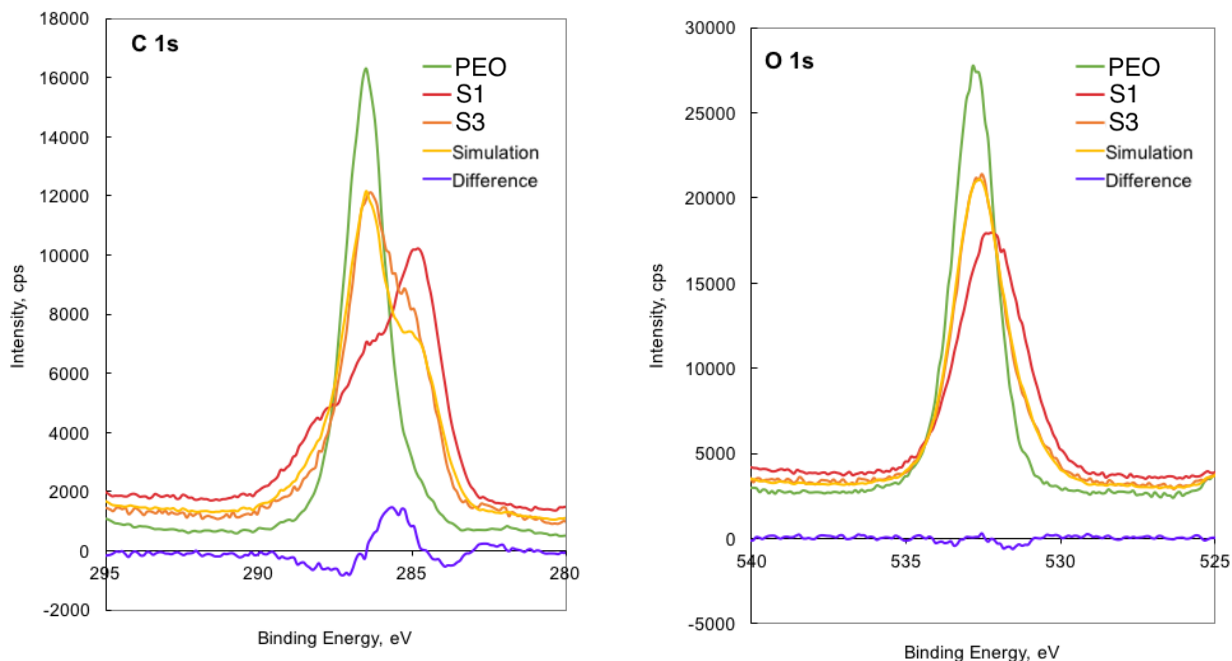 C 1s
18000
16000
14000
12000
10000
8000
6000
4000
2000
0
-2000
Intensity, cps
PEO
S1
S3
Simulation
Difference
295
290
285
280
Binding Energy, eV
O 1s
30000
25000
20000
15000
10000
5000
0
-5000
Intensity, cps
PEO
S1
S3
Simulation
Difference
540
535
530
525
Binding Energy, eV